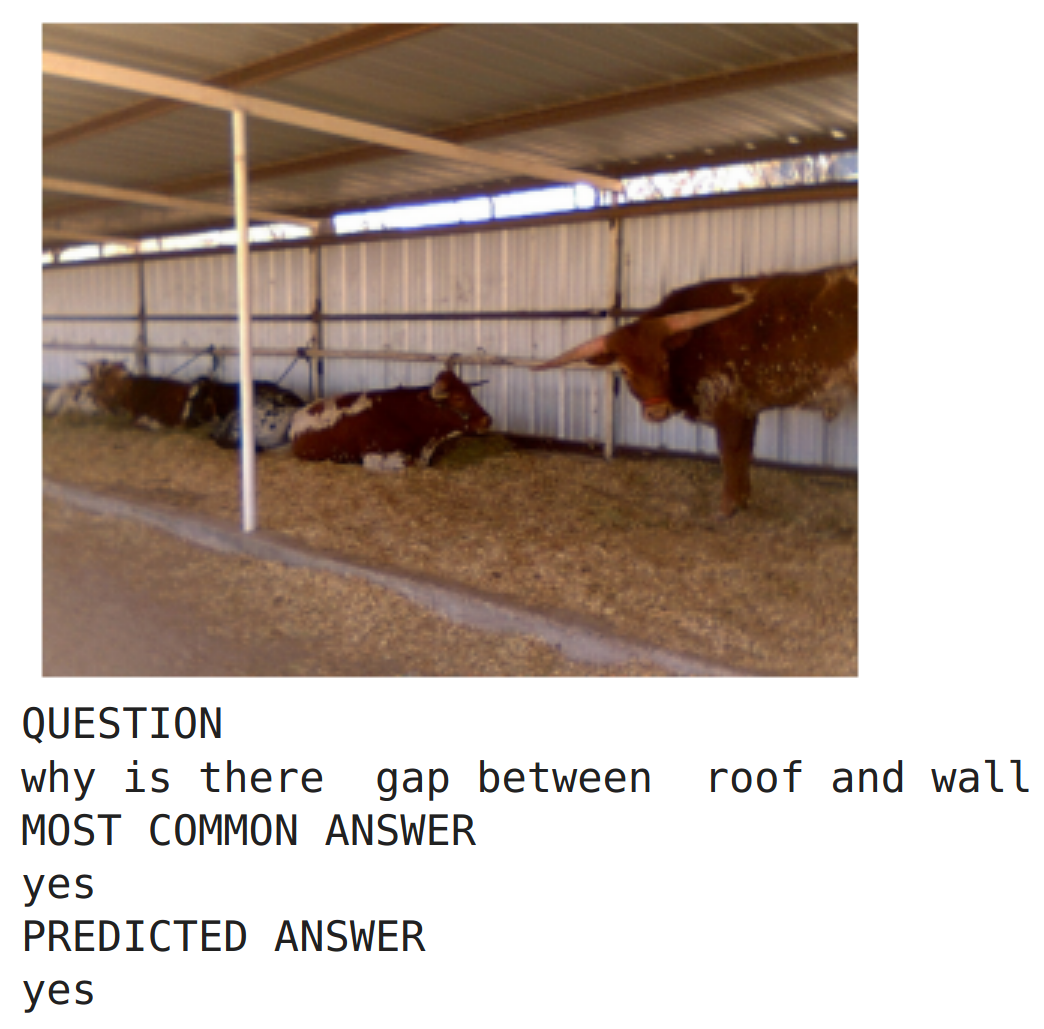 QUESTION
why is there  gap between  roof and wall
MOST COMMON ANSWER
yes
PREDICTED ANSWER
yes